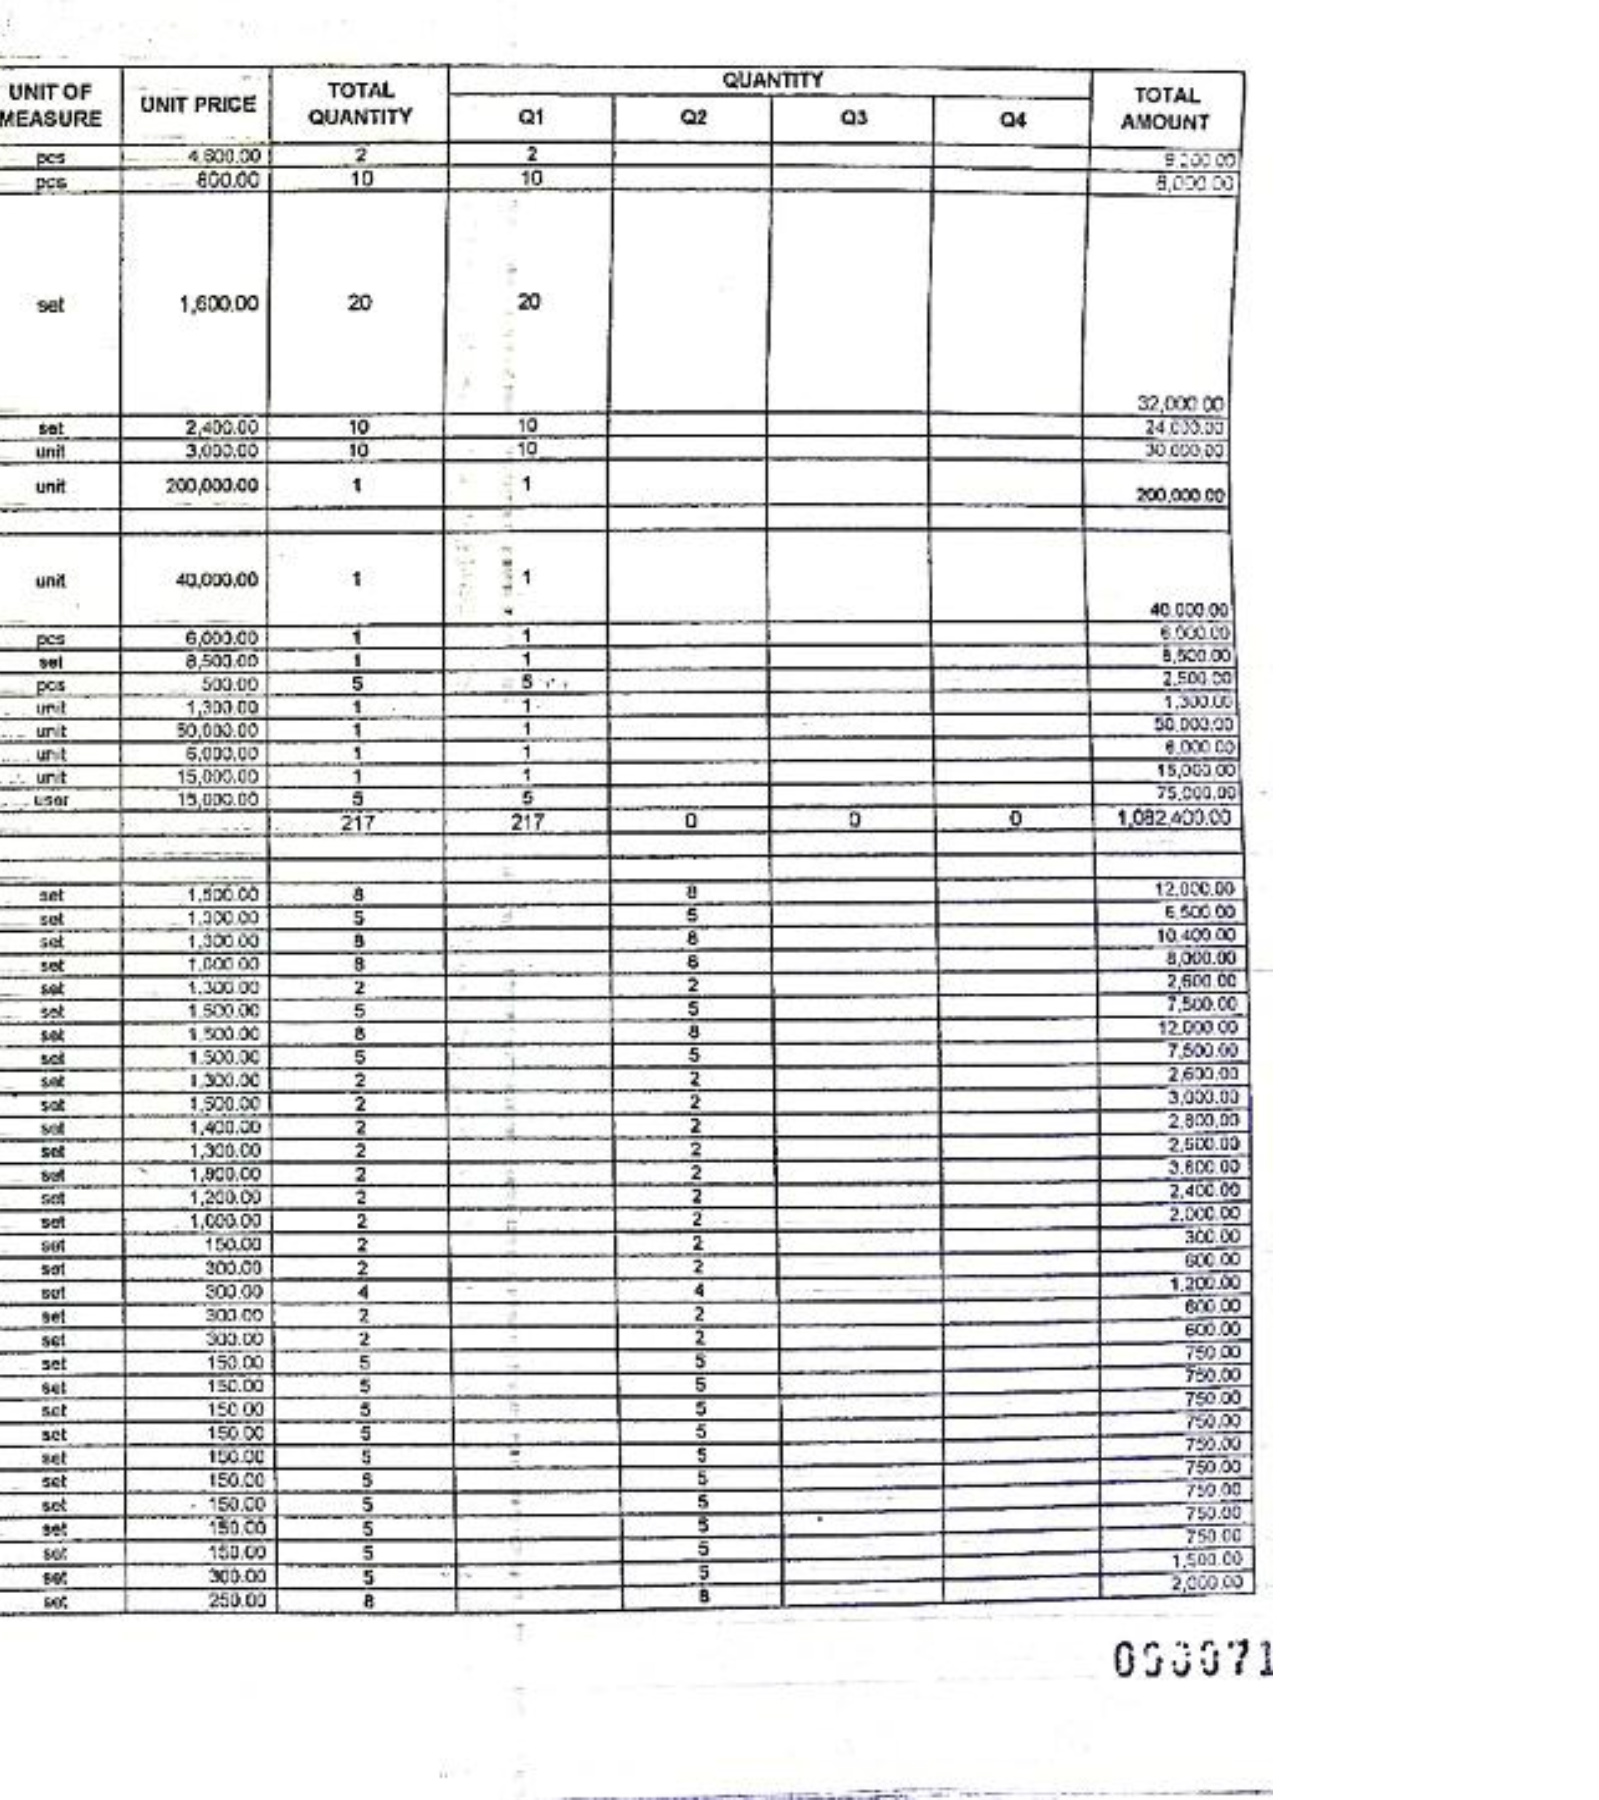 UNIT OF MEASURE UNIT PRICE TOTAL QUANTITY QUANTITY TOTAL AMOUNT
Q1 Q2 Q3 Q4
pcs 4,600.00 2 2 9,200.00
pcs 800.00 10 10 8,000.00
set 1,600.00 20 20 32,000.00
set 2,400.00 10 10 24,000.00
unit 3,000.00 10 10 30,000.00
unit 200,000.00 1 1 200,000.00
unit 40,000.00 1 1 40,000.00
pcs 6,000.00 1 1 6,000.00
set 8,500.00 1 1 8,500.00
pcs 500.00 5 5 2,500.00
unit 1,300.00 1 1 1,300.00
unit 50,000.00 1 1 50,000.00
unit 6,000.00 1 1 6,000.00
unit 15,000.00 1 1 15,000.00
user 15,000.00 5 5 75,000.00
217 217 0 0 0 1,082,400.00
set 1,500.00 8 8 12,000.00
set 1,300.00 5 5 6,500.00
set 1,300.00 8 8 10,400.00
set 1,000.00 8 8 8,000.00
set 1,300.00 2 2 2,600.00
set 1,500.00 5 5 7,500.00
set 1,500.00 8 8 12,000.00
set 1,500.00 5 5 7,500.00
set 1,300.00 2 2 2,600.00
set 1,500.00 2 2 3,000.00
set 1,400.00 2 2 2,800.00
set 1,300.00 2 2 2,600.00
set 1,800.00 2 2 3,600.00
set 1,200.00 2 2 2,400.00
set 1,000.00 2 2 2,000.00
set 150.00 2 2 300.00
set 300.00 2 2 600.00
set 300.00 4 4 1,200.00
set 300.00 2 2 600.00
set 300.00 2 2 600.00
set 150.00 5 5 750.00
set 150.00 5 5 750.00
set 150.00 5 5 750.00
set 150.00 5 5 750.00
set 150.00 5 5 750.00
set 150.00 5 5 750.00
set 150.00 5 5 750.00
set 150.00 5 5 750.00
set 150.00 5 5 750.00
set 300.00 5 5 1,500.00
set 250.00 8 8 2,000.00
000071